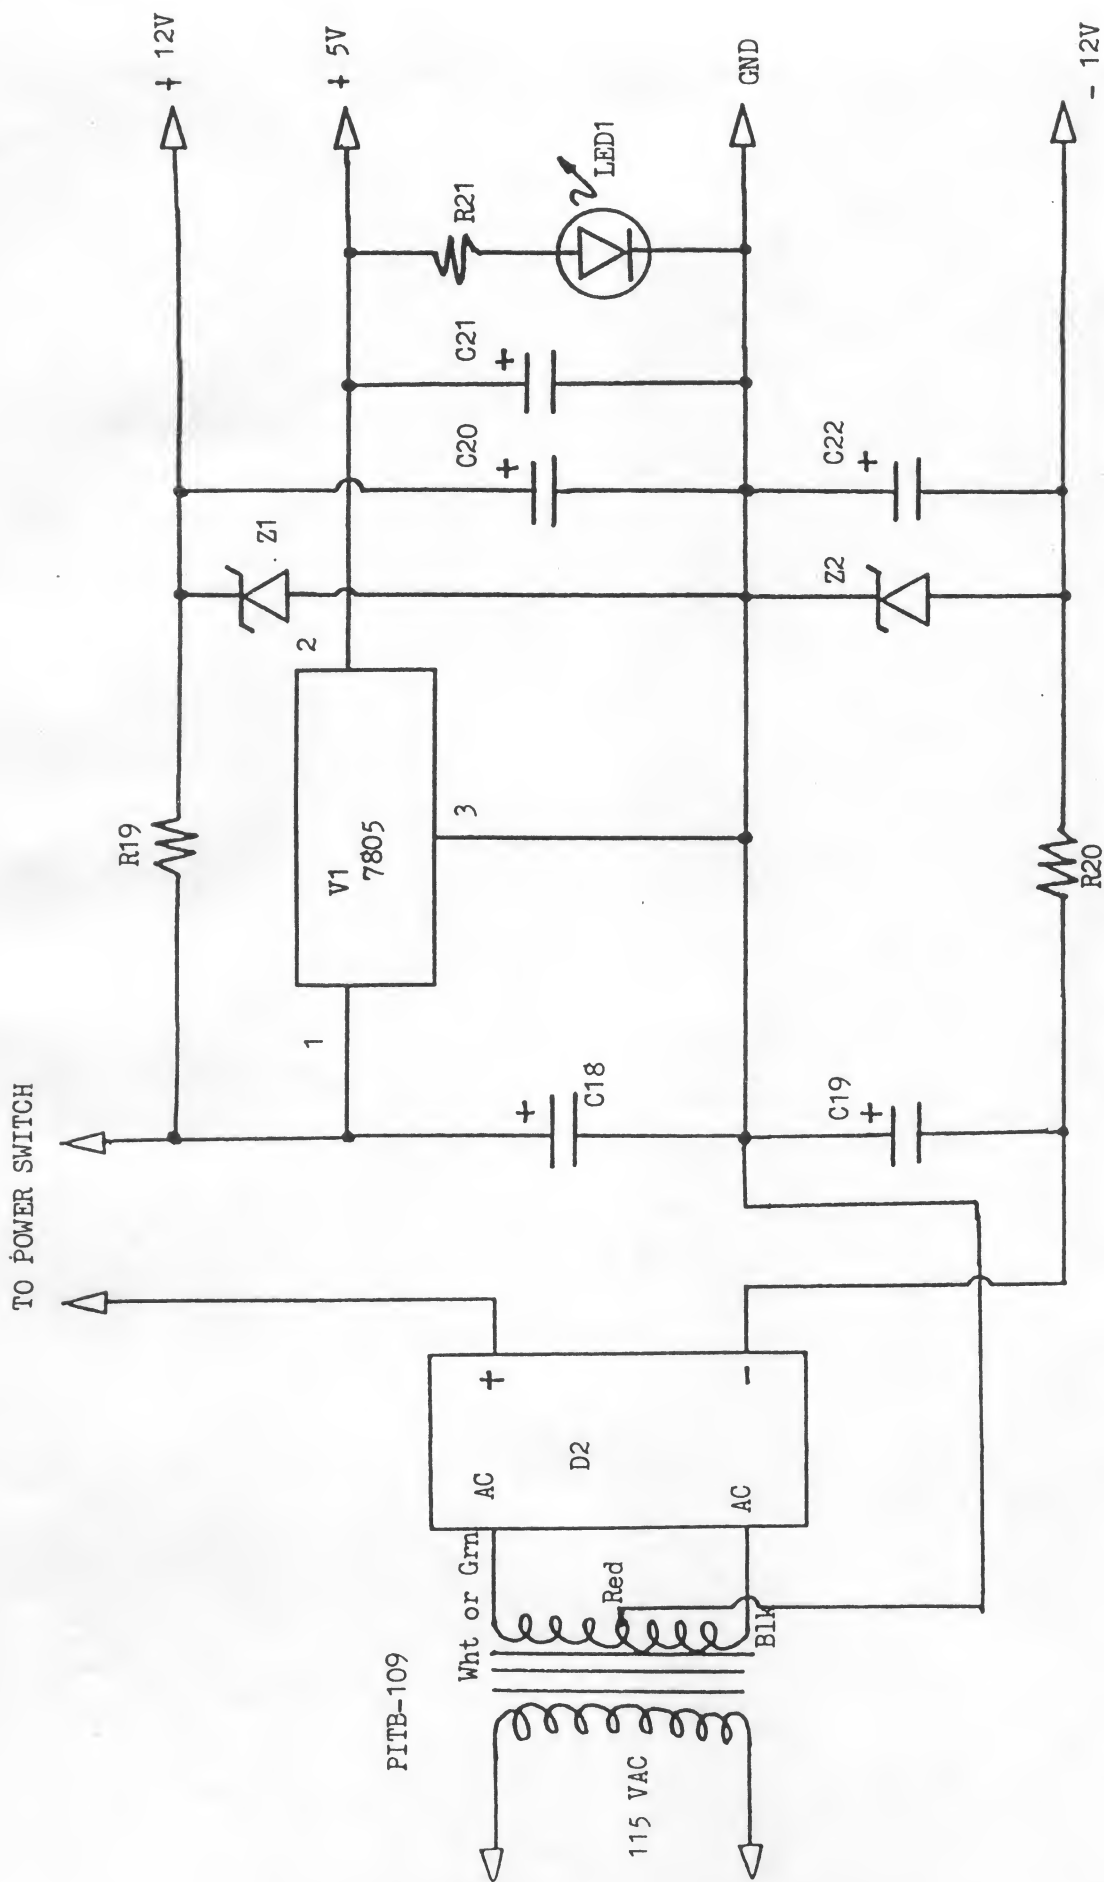 TO POWER SWITCH
+ 12V
R19
Z1
+ 5V
1
V1
7805
2
3
C18
+
C20
+
C21
+
R21
LED1
GND
C19
+
Z2
C22
+
R20
- 12V
PITB-109
Wht or Grn
Red
Blk
115 VAC
AC
+
D2
AC
-